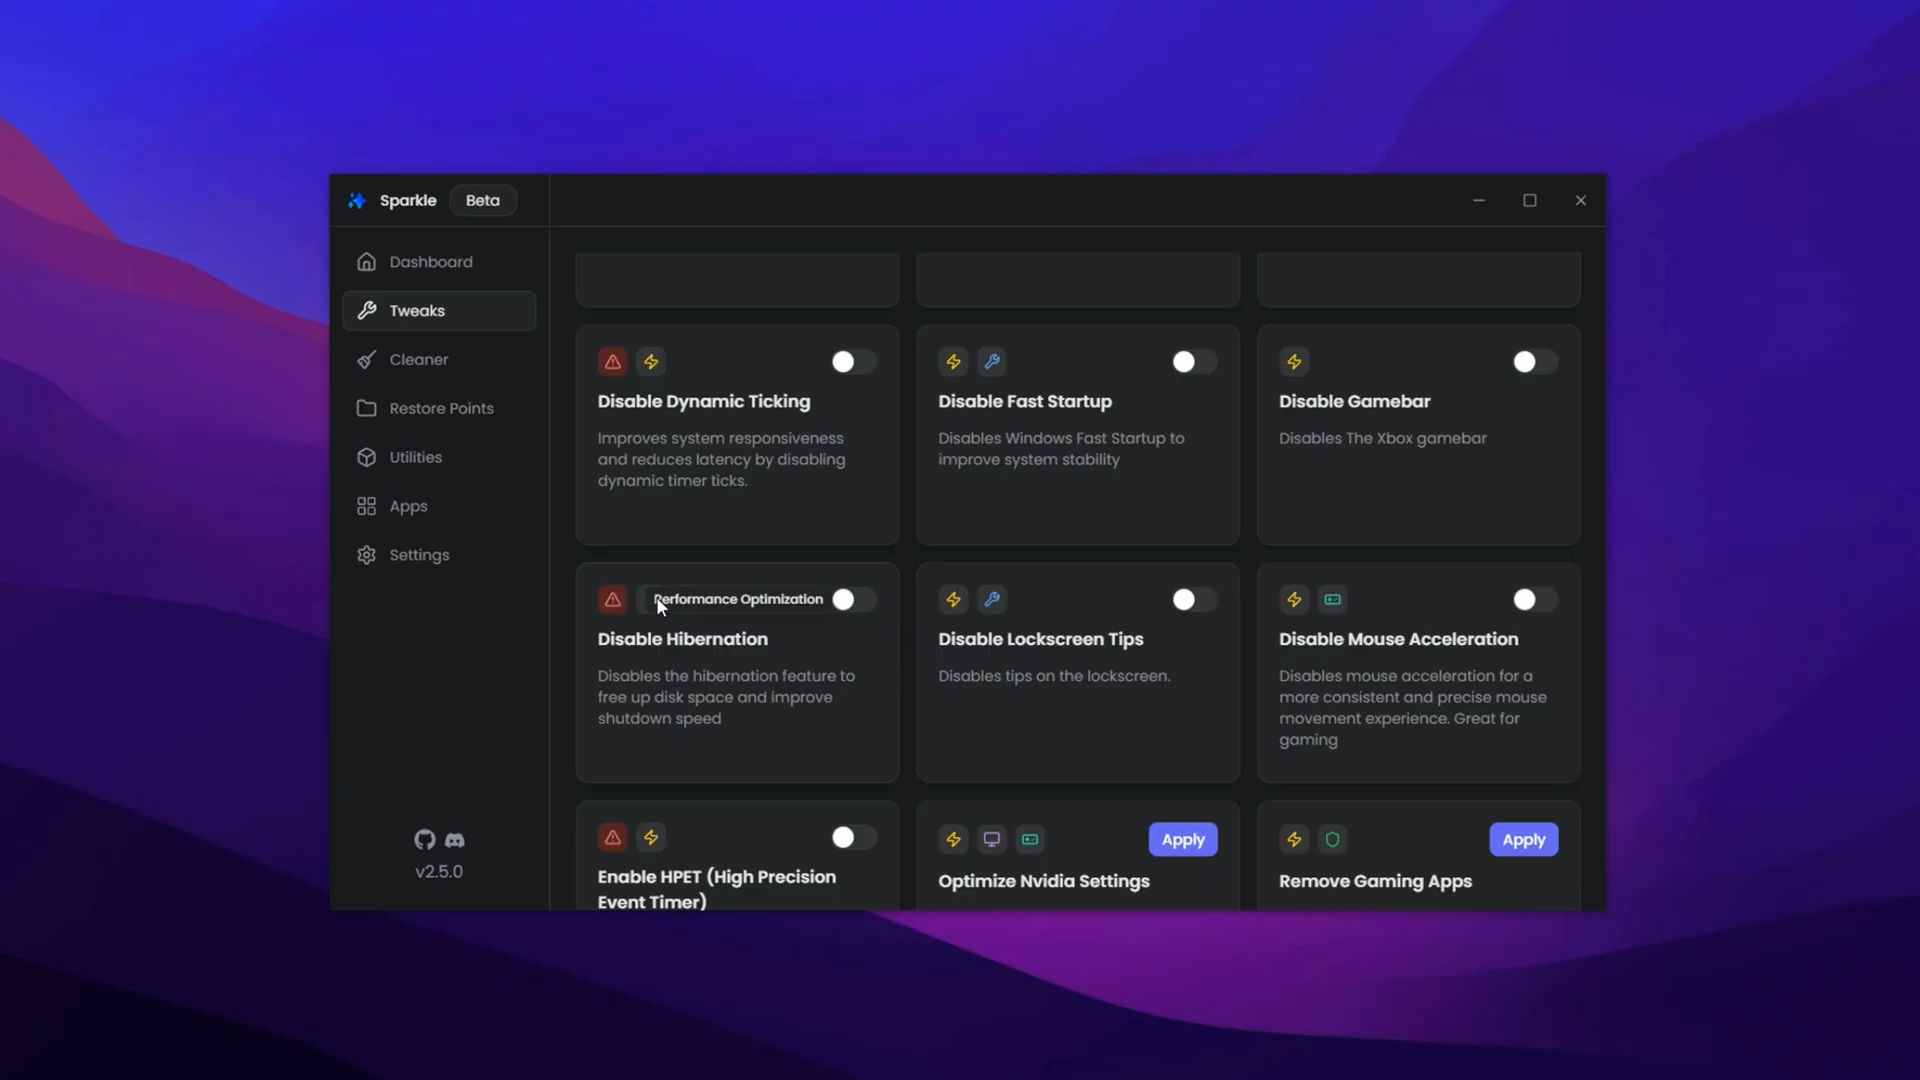 Sparkle Beta
Dashboard
Tweaks
Cleaner
Restore Points
Utilities
Apps
Settings
v2.5.0
Disable Dynamic Ticking
Improves system responsiveness
and reduces latency by disabling
dynamic timer ticks.
Disable Fast Startup
Disables Windows Fast Startup to
improve system stability
Disable Gamebar
Disables The Xbox gamebar
Performance Optimization
Disable Hibernation
Disables the hibernation feature to
free up disk space and improve
shutdown speed
Disable Lockscreen Tips
Disables tips on the lockscreen.
Disable Mouse Acceleration
Disables mouse acceleration for a
more consistent and precise mouse
movement experience. Great for
gaming
Enable HPET (High Precision
Event Timer)
Apply
Optimize Nvidia Settings
Apply
Remove Gaming Apps